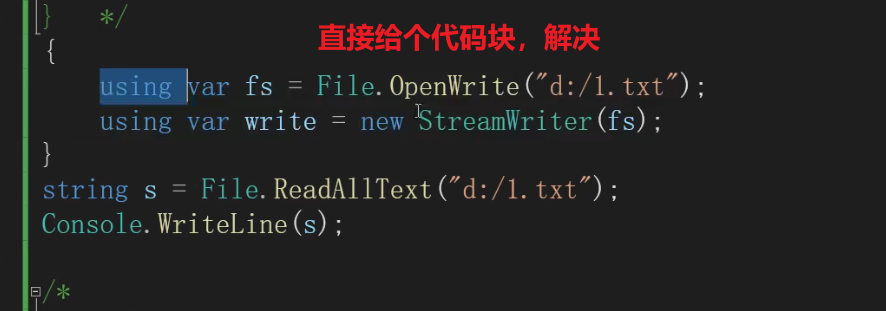 }    */
直接给个代码块，解决
{
using var fs = File.OpenWrite("d:/1.txt");
using var write = new StreamWriter(fs);
}
string s = File.ReadAllText("d:/1.txt");
Console.WriteLine(s);
/*